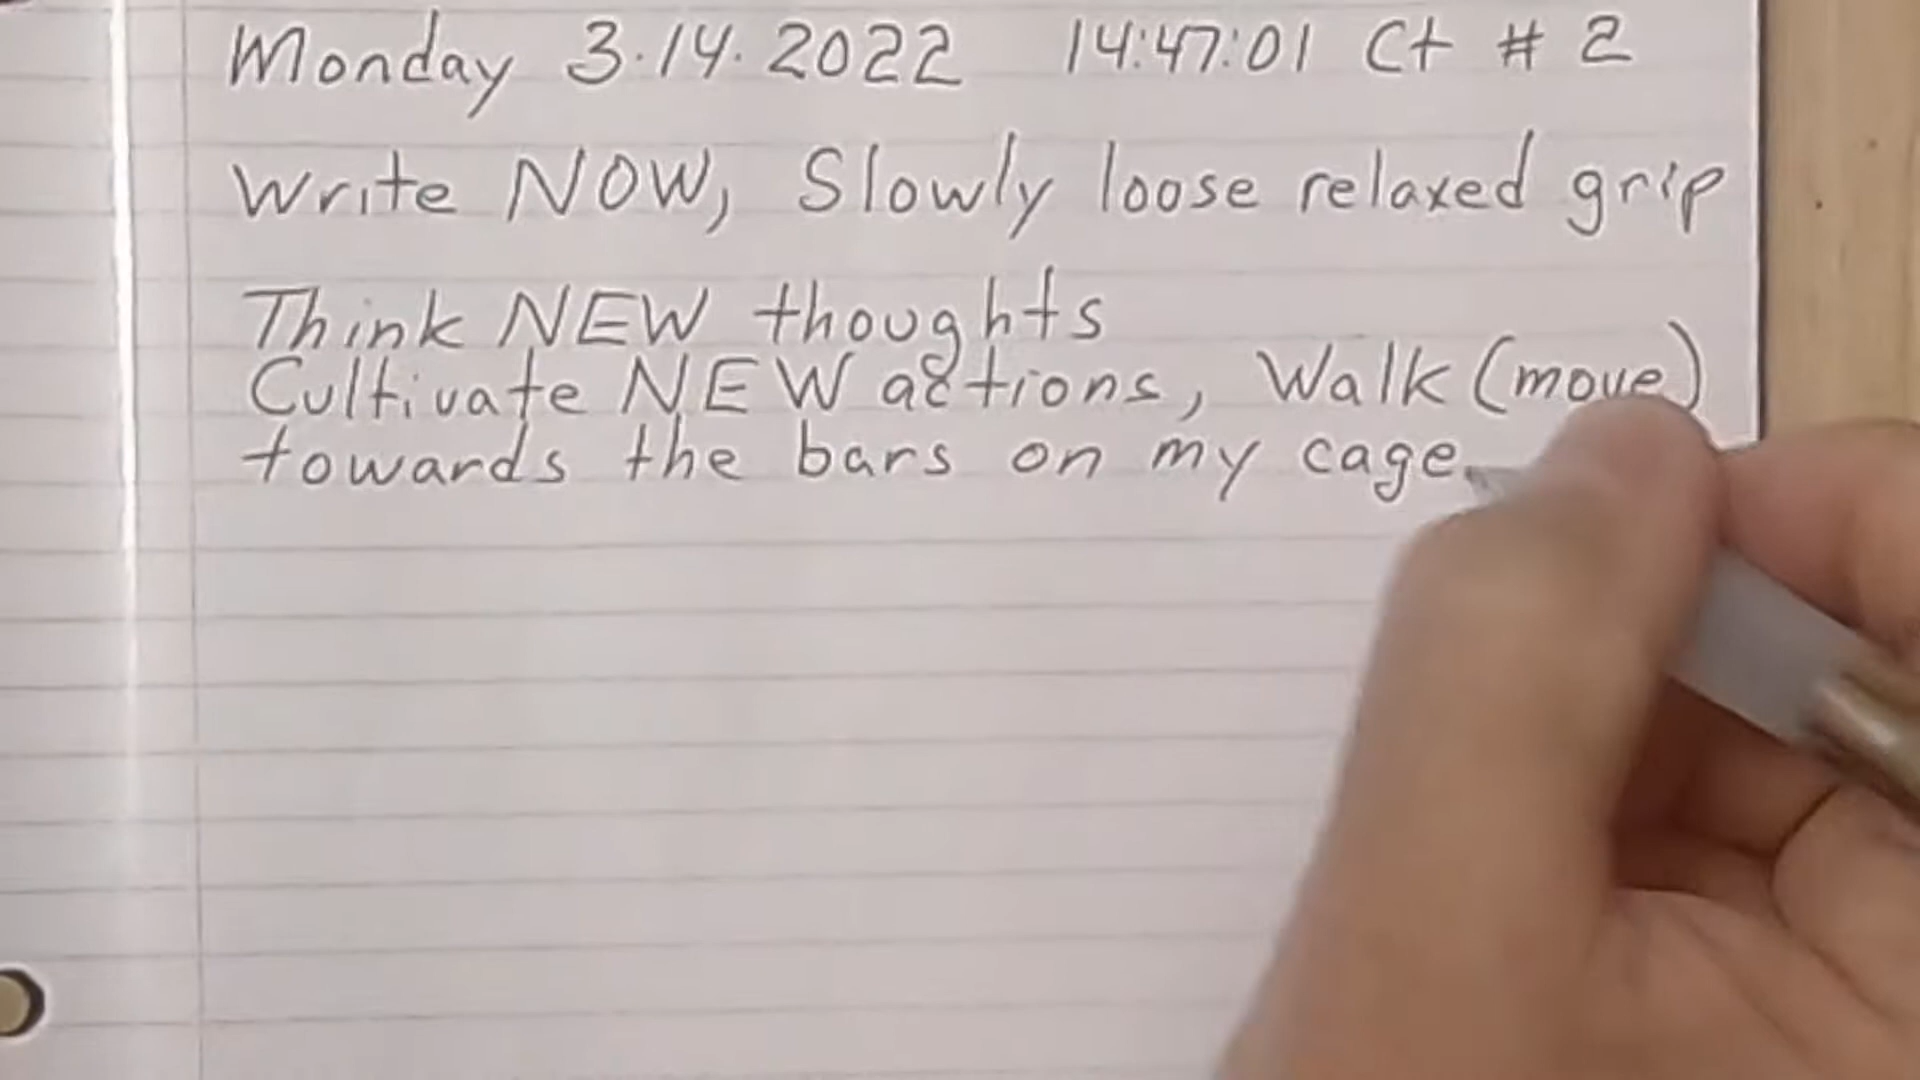 Monday 3.14.2022 14:47:01 Ct # 2
Write NOW, Slowly loose relaxed grip
Think NEW thoughts
Cultivate NEW actions, Walk (move)
towards the bars on my cage.